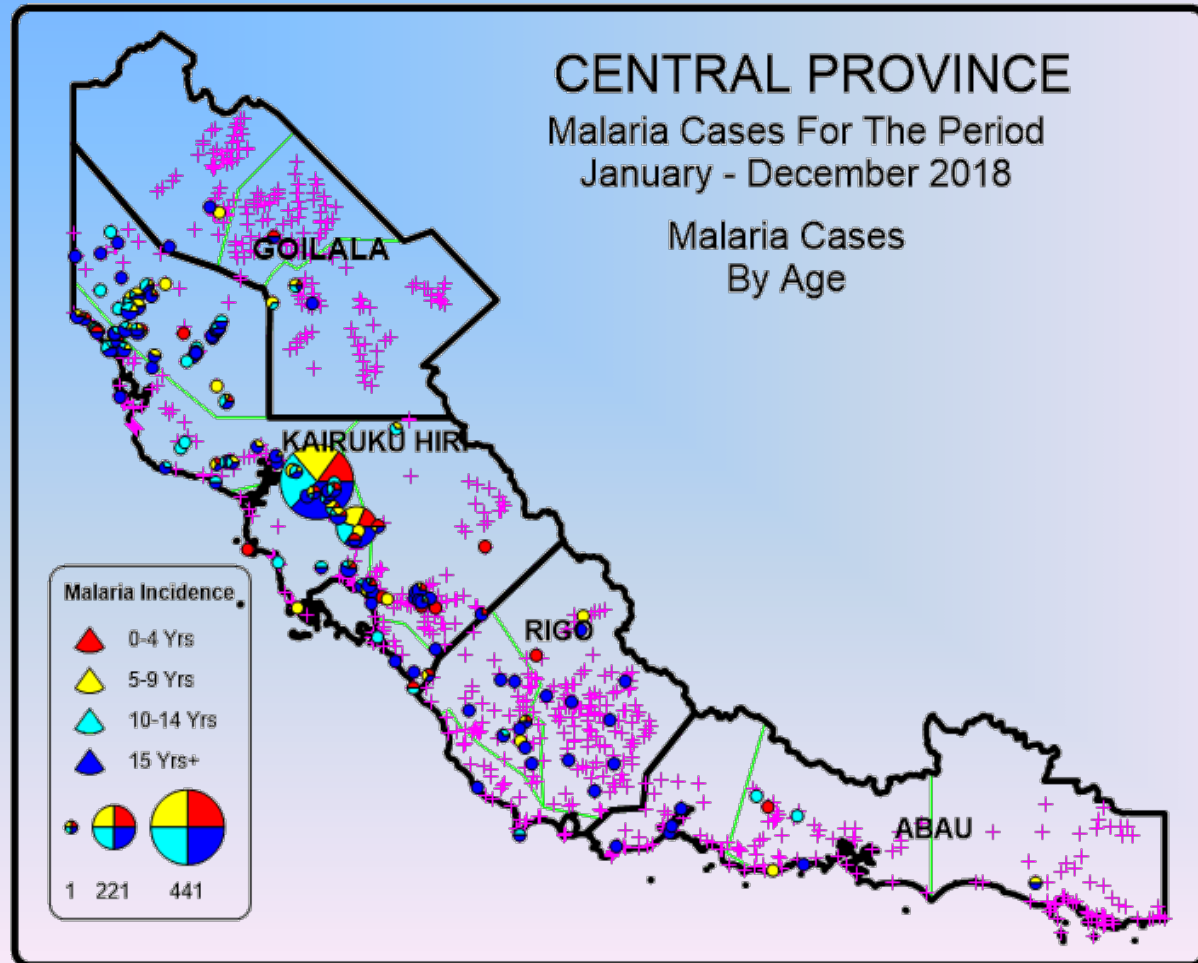 CENTRAL PROVINCE
Malaria Cases For The Period
January - December 2018
Malaria Cases
By Age
GOILALA
KAIRUKU HIRI
RIGO
ABAU
Malaria Incidence
0-4 Yrs
5-9 Yrs
10-14 Yrs
15 Yrs+
1 221 441